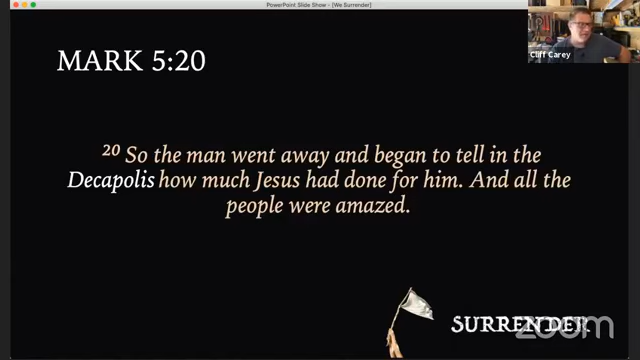 PowerPoint Slide Show - [We Surrender]
MARK 5:20
Cliff Carey
20 So the man went away and began to tell in the
Decapolis how much Jesus had done for him. And all the
people were amazed.
SURRENDER
zoom